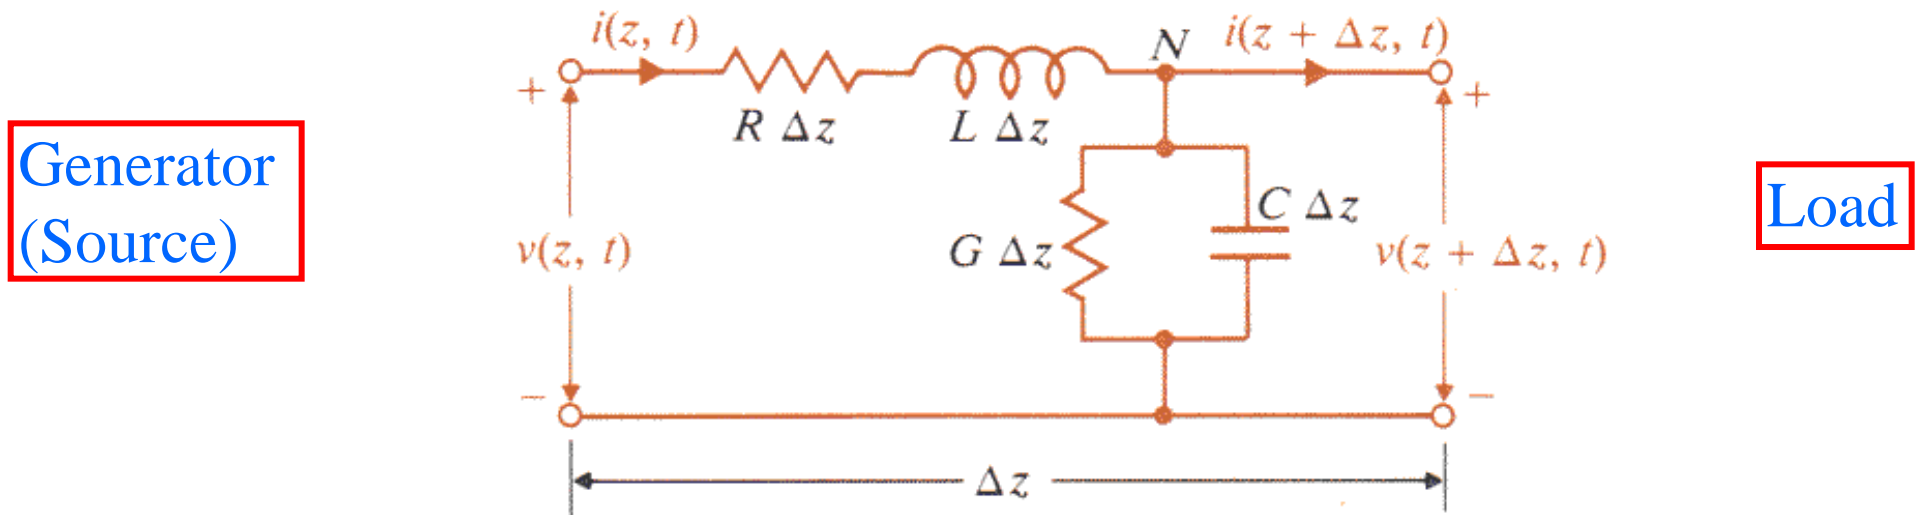 i(z, t)
N
i(z + Δz, t)
+
+
R Δz
L Δz
Generator
(Source)
Load
C Δz
v(z, t)
G Δz
v(z + Δz, t)
−
−
Δz